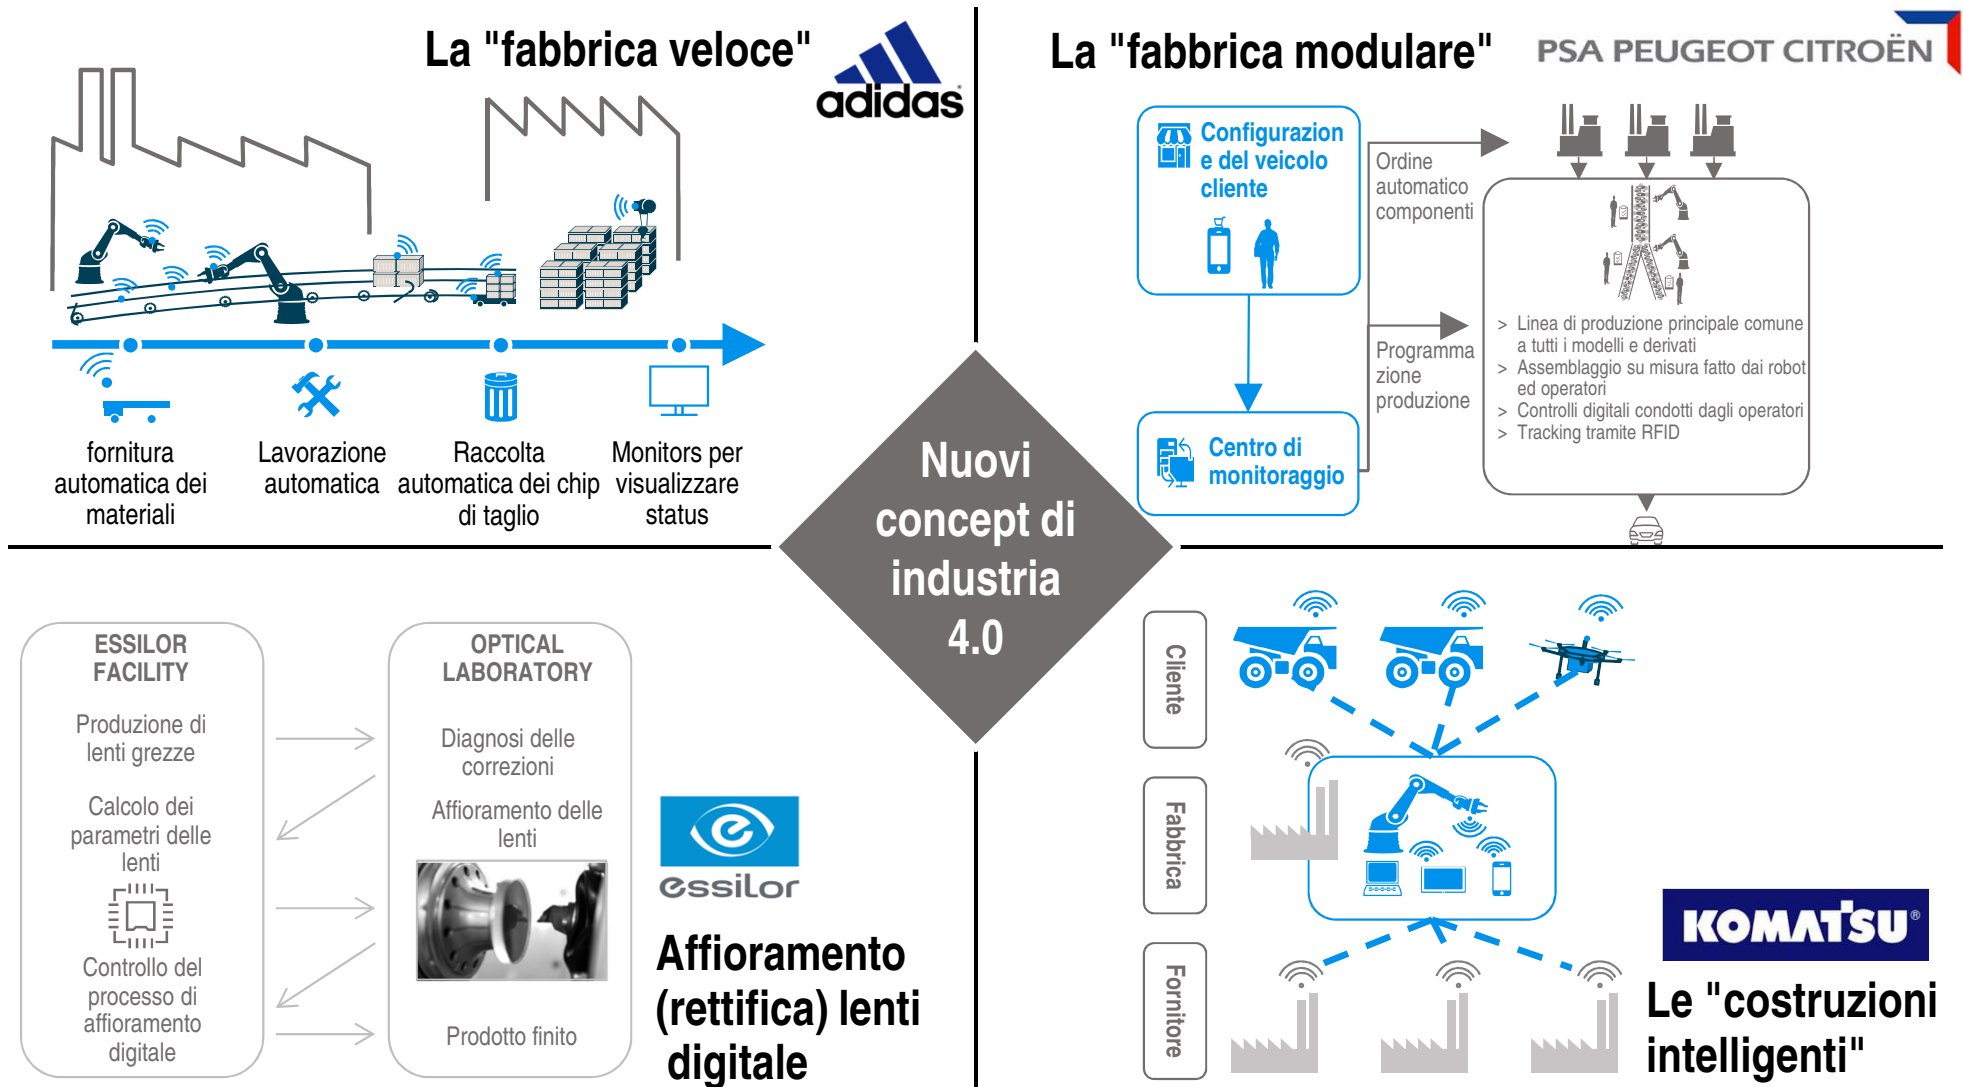 La "fabbrica veloce"
adidas
fornitura
automatica dei
materiali
Lavorazione
automatica
Raccolta
automatica dei chip
di taglio
Monitors per
visualizzare
status
La "fabbrica modulare"
PSA PEUGEOT CITROËN
Configurazion
e del veicolo
cliente
Ordine
automatico
componenti
Programma
zione
produzione
Centro di
monitoraggio
> Linea di produzione principale comune
a tutti i modelli e derivati
> Assemblaggio su misura fatto dai robot
ed operatori
> Controlli digitali condotti dagli operatori
> Tracking tramite RFID
Nuovi
concept di
industria
4.0
ESSILOR
FACILITY
Produzione di
lenti grezze
Calcolo dei
parametri delle
lenti
Controllo del
processo di
affioramento
digitale
OPTICAL
LABORATORY
Diagnosi delle
correzioni
Affioramento delle
lenti
Prodotto finito
essilor
Affioramento
(rettifica) lenti
digitale
Cliente
Fabbrica
Fornitore
KOMATSU®
Le "costruzioni
intelligenti"